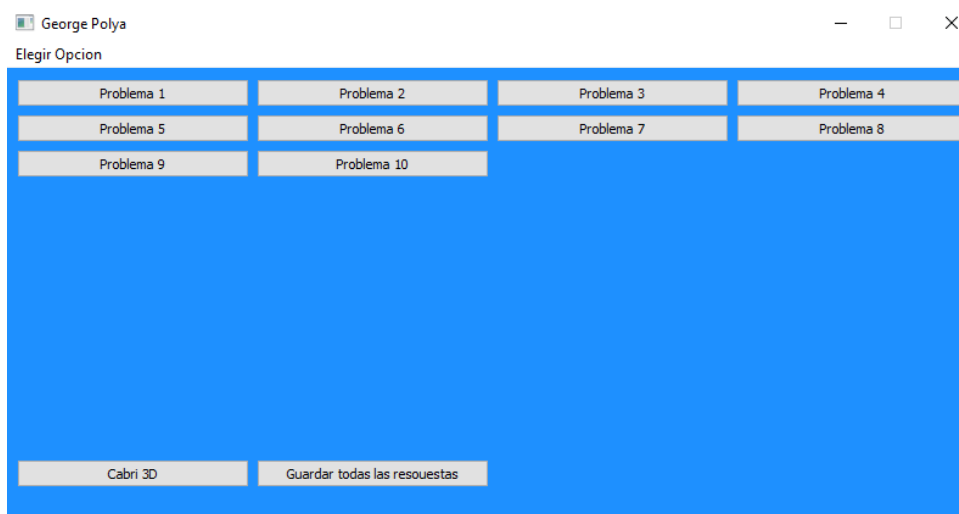 George Polya
Elegir Opcion
Problema 1 Problema 2 Problema 3 Problema 4
Problema 5 Problema 6 Problema 7 Problema 8
Problema 9 Problema 10
Cabri 3D Guardar todas las resouestas